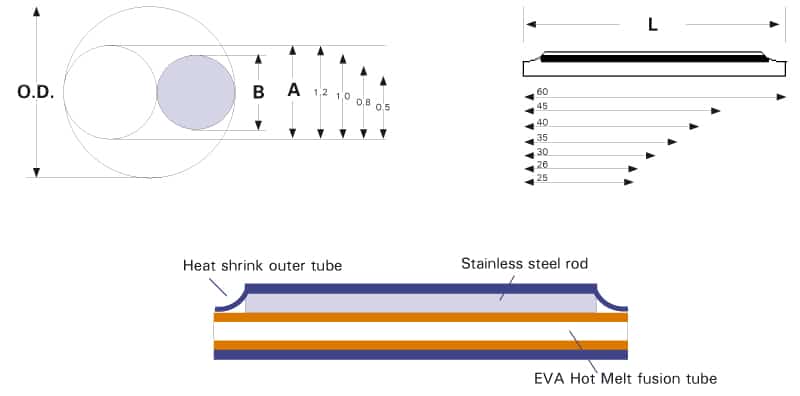 O.D.
B
A
1.2
1.0
0.8
0.5
L
60
45
40
35
30
26
25
Heat shrink outer tube
Stainless steel rod
EVA Hot Melt fusion tube